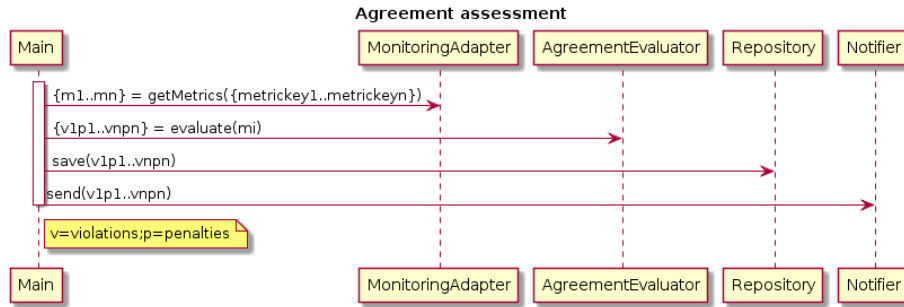 Agreement assessment
Main MonitoringAdapter AgreementEvaluator Repository Notifier
{m1..mn} = getMetrics({metrickey1..metrickeyn})
{v1p1..vnpn} = evaluate(mi)
save(v1p1..vnpn)
send(v1p1..vnpn)
v=violations;p=penalties
Main MonitoringAdapter AgreementEvaluator Repository Notifier